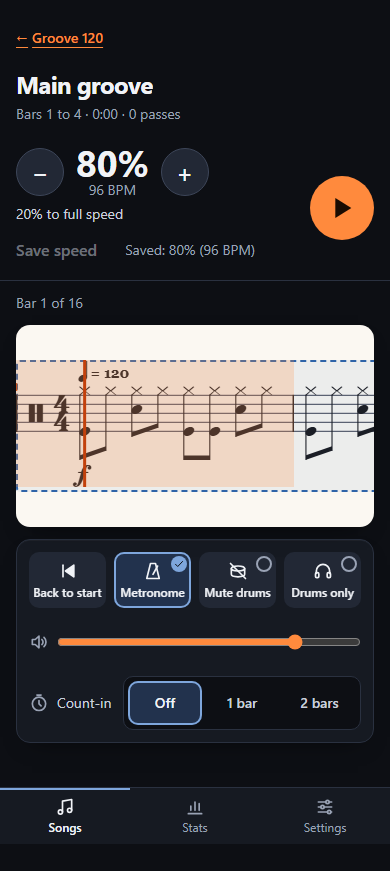 ← Groove 120
Main groove
Bars 1 to 4 · 0:00 · 0 passes
− 80% +
96 BPM
20% to full speed
Save speed Saved: 80% (96 BPM)
Bar 1 of 16
= 120
4
4
f
Back to start Metronome Mute drums Drums only
Count-in Off 1 bar 2 bars
Songs Stats Settings